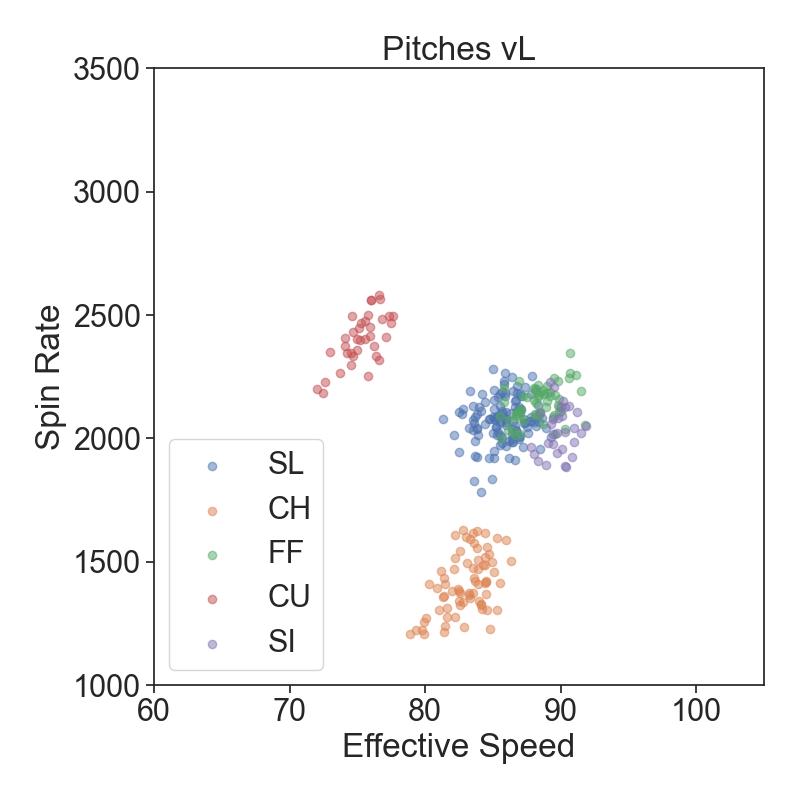 Pitches vL
3500
3000
2500
2000
1500
1000
Spin Rate
SL
CH
FF
CU
SI
60 70 80 90 100
Effective Speed